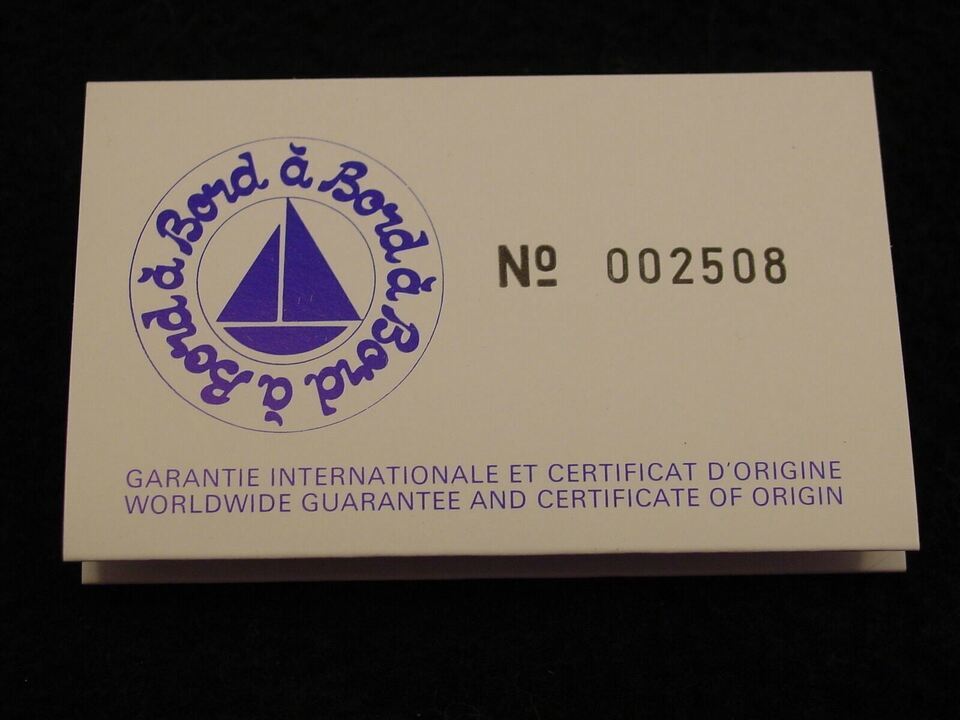 Bord à Bord à Bord à Bord à
Nº 002508
GARANTIE INTERNATIONALE ET CERTIFICAT D'ORIGINE
WORLDWIDE GUARANTEE AND CERTIFICATE OF ORIGIN